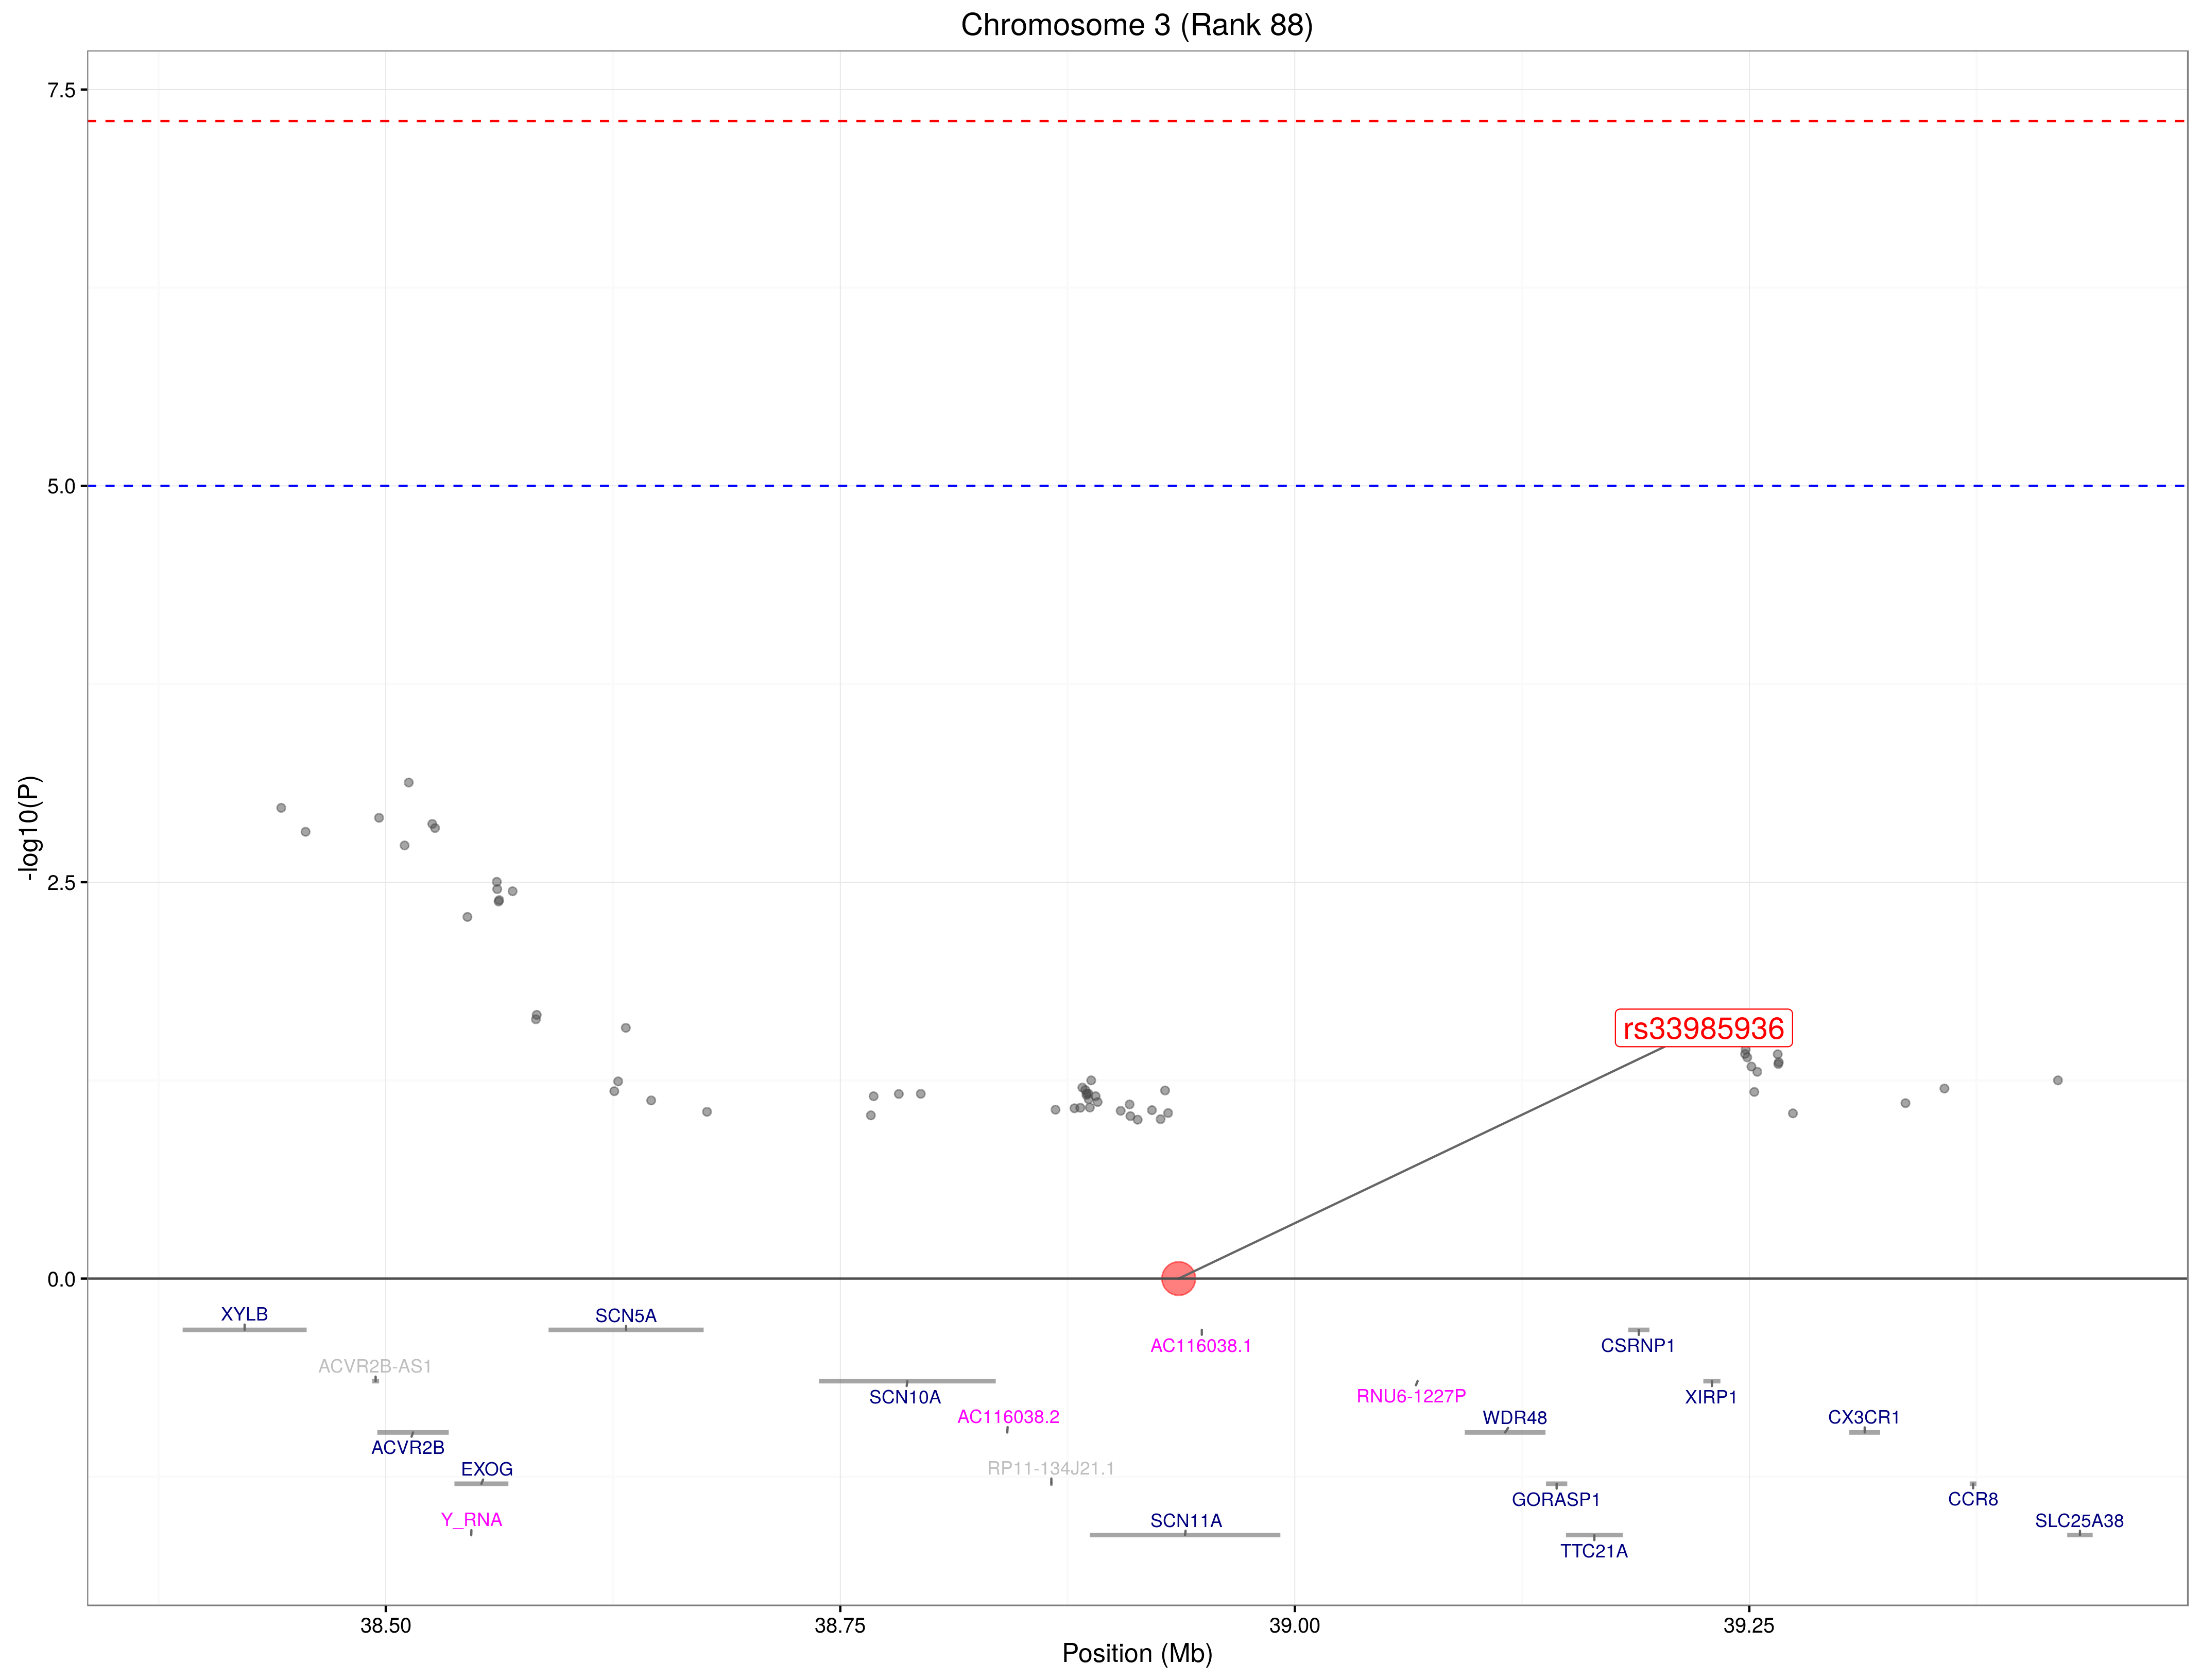 Chromosome 3 (Rank 88)
7.5
5.0
2.5
0.0
-log10(P)
rs33985936
XYLB
SCN5A
AC116038.1
CSRNP1
ACVR2B-AS1
SCN10A
RNU6-1227P
XIRP1
AC116038.2
WDR48
CX3CR1
ACVR2B
EXOG
RP11-134J21.1
GORASP1
CCR8
Y_RNA
SCN11A
SLC25A38
TTC21A
38.50
38.75
39.00
39.25
Position (Mb)